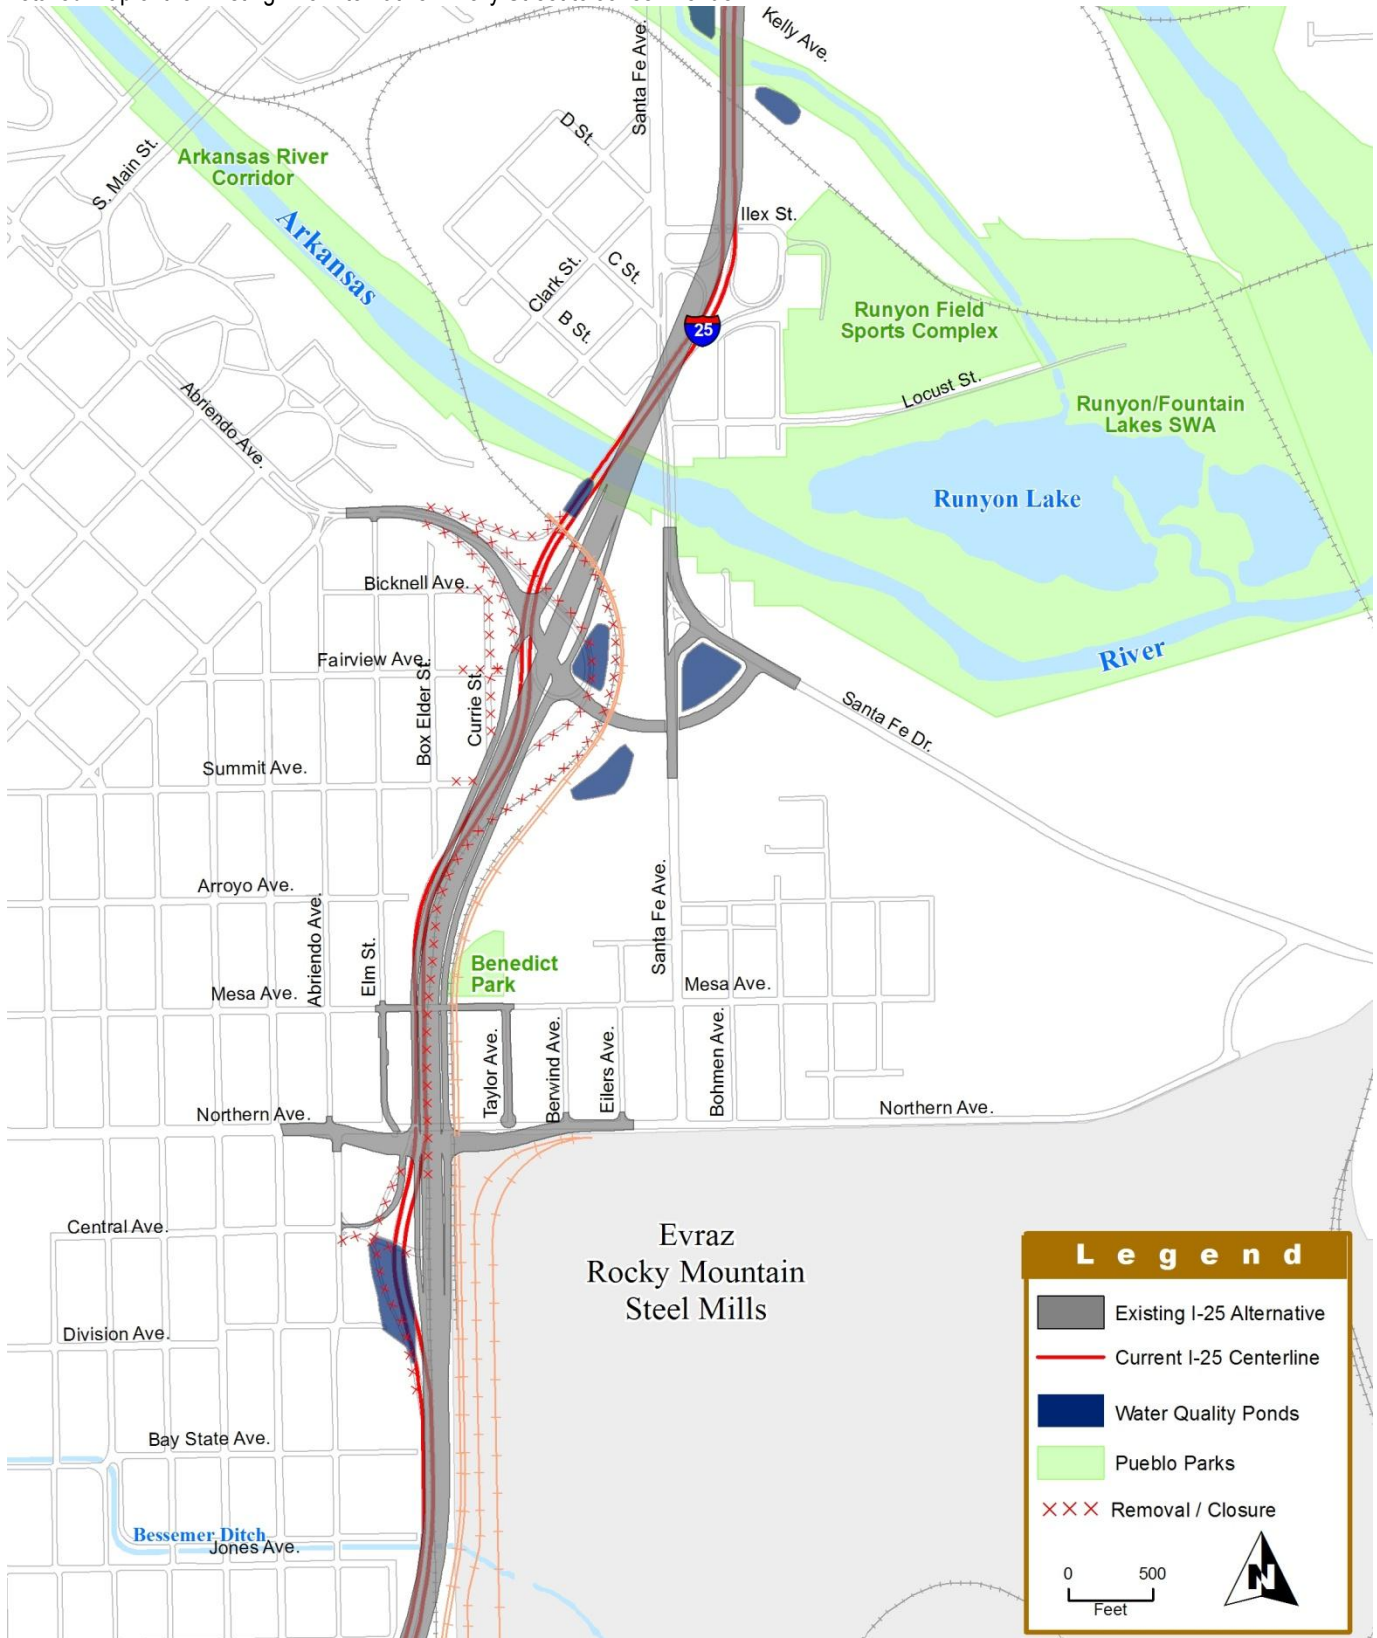 Kelly Ave.
Santa Fe Ave.
D St.
S. Main St.
Arkansas River
Corridor
Ilex St.
Arkansas
C St.
Clark St.
B St.
25
Runyon Field
Sports Complex
Locust St.
Runyon/Fountain
Lakes SWA
Abriendo Ave.
Runyon Lake
Bicknell Ave.
Fairview Ave.
Box Elder St.
Currie St.
River
Santa Fe Dr.
Summit Ave.
Arroyo Ave.
Abriendo Ave.
Elm St.
Santa Fe Ave.
Benedict
Park
Mesa Ave.
Mesa Ave.
Taylor Ave.
Berwind Ave.
Eilers Ave.
Bohmen Ave.
Northern Ave.
Northern Ave.
Central Ave.
Evraz
Rocky Mountain
Steel Mills
Division Ave.
Bay State Ave.
Bessemer Ditch
Jones Ave.
Legend
Existing I-25 Alternative
Current I-25 Centerline
Water Quality Ponds
Pueblo Parks
Removal / Closure
0 500
Feet
N